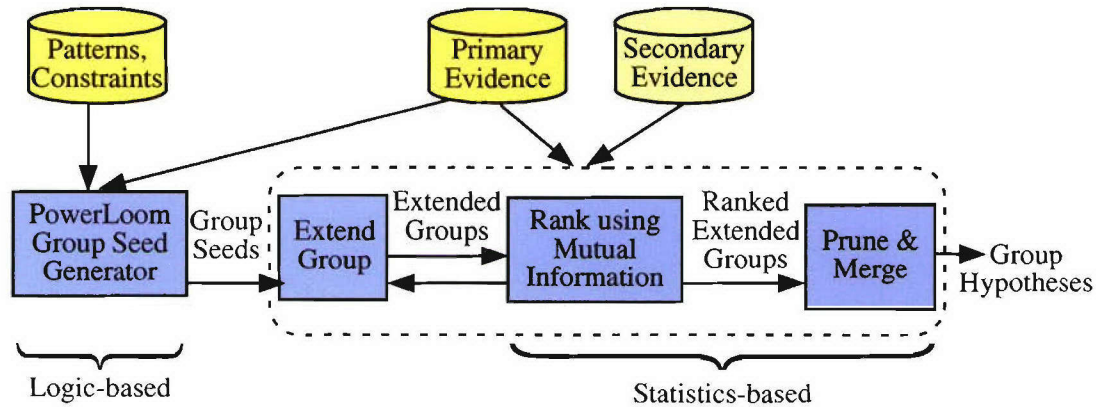 Patterns,
Constraints
Primary
Evidence
Secondary
Evidence
PowerLoom
Group Seed
Generator
Group
Seeds
Extend
Group
Extended
Groups
Rank using
Mutual
Information
Ranked
Extended
Groups
Prune &
Merge
Group
Hypotheses
Logic-based
Statistics-based